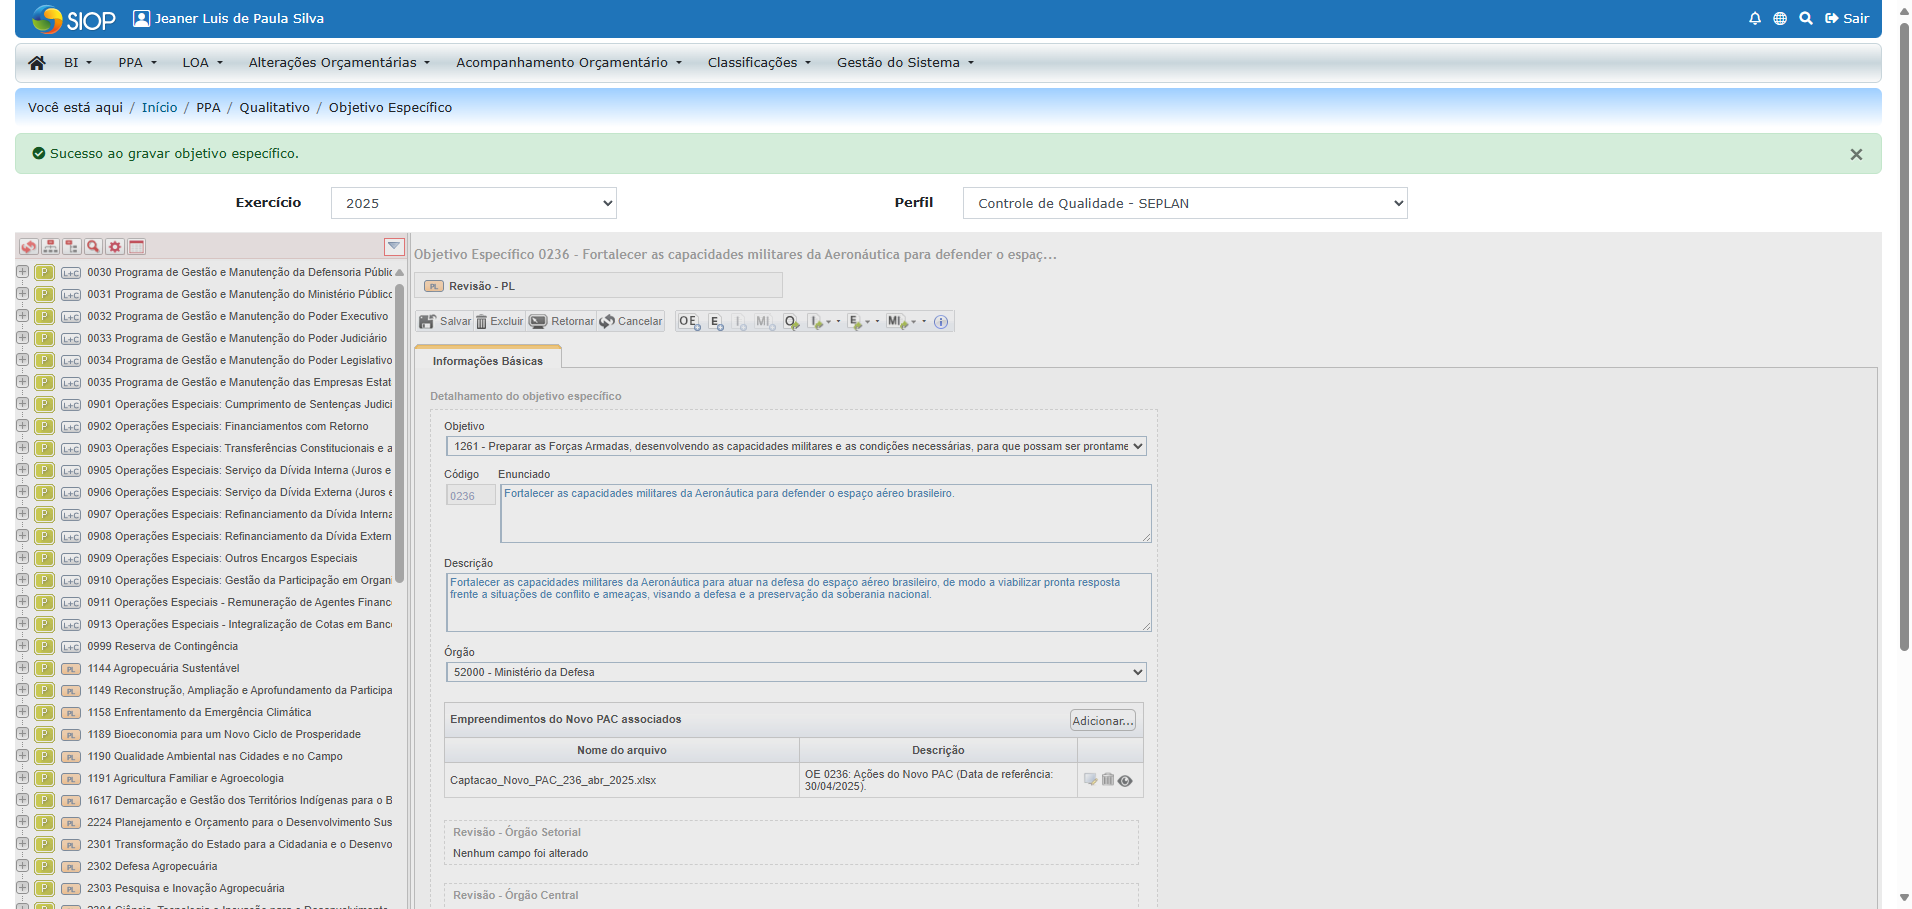 SIOP Jeaner Luis de Paula Silva Sair
BI PPA LOA Alterações Orçamentárias Acompanhamento Orçamentário Classificações Gestão do Sistema
Você está aqui / Início / PPA / Qualitativo / Objetivo Específico
Sucesso ao gravar objetivo específico.
Exercício 2025 Perfil Controle de Qualidade - SEPLAN
P L+C 0030 Programa de Gestão e Manutenção da Defensoria Públic
P L+C 0031 Programa de Gestão e Manutenção do Ministério Público
P L+C 0032 Programa de Gestão e Manutenção do Poder Executivo
P L+C 0033 Programa de Gestão e Manutenção do Poder Judiciário
P L+C 0034 Programa de Gestão e Manutenção do Poder Legislativo
P L+C 0035 Programa de Gestão e Manutenção das Empresas Estat
P L+C 0901 Operações Especiais: Cumprimento de Sentenças Judici
P L+C 0902 Operações Especiais: Financiamentos com Retorno
P L+C 0903 Operações Especiais: Transferências Constitucionais e a
P L+C 0905 Operações Especiais: Serviço da Dívida Interna (Juros e
P L+C 0906 Operações Especiais: Serviço da Dívida Externa (Juros e
P L+C 0907 Operações Especiais: Refinanciamento da Dívida Interna
P L+C 0908 Operações Especiais: Refinanciamento da Dívida Extern
P L+C 0909 Operações Especiais: Outros Encargos Especiais
P L+C 0910 Operações Especiais: Gestão da Participação em Organi
P L+C 0911 Operações Especiais - Remuneração de Agentes Financ
P L+C 0913 Operações Especiais - Integralização de Cotas em Banc
P L+C 0999 Reserva de Contingência
P PL 1144 Agropecuária Sustentável
P PL 1149 Reconstrução, Ampliação e Aprofundamento da Participa
P PL 1158 Enfrentamento da Emergência Climática
P PL 1189 Bioeconomia para um Novo Ciclo de Prosperidade
P PL 1190 Qualidade Ambiental nas Cidades e no Campo
P PL 1191 Agricultura Familiar e Agroecologia
P PL 1617 Demarcação e Gestão dos Territórios Indígenas para o B
P PL 2224 Planejamento e Orçamento para o Desenvolvimento Sus
P PL 2301 Transformação do Estado para a Cidadania e o Desenvo
P PL 2302 Defesa Agropecuária
P PL 2303 Pesquisa e Inovação Agropecuária
Objetivo Específico 0236 - Fortalecer as capacidades militares da Aeronáutica para defender o espaç...
PL Revisão - PL
Salvar Excluir Retornar Cancelar OE E I MI O I E MI
Informações Básicas
Detalhamento do objetivo específico
Objetivo
1261 - Preparar as Forças Armadas, desenvolvendo as capacidades militares e as condições necessárias, para que possam ser prontame
Código Enunciado
0236 Fortalecer as capacidades militares da Aeronáutica para defender o espaço aéreo brasileiro.
Descrição
Fortalecer as capacidades militares da Aeronáutica para atuar na defesa do espaço aéreo brasileiro, de modo a viabilizar pronta resposta
frente a situações de conflito e ameaças, visando a defesa e a preservação da soberania nacional.
Órgão
52000 - Ministério da Defesa
Empreendimentos do Novo PAC associados Adicionar...
Nome do arquivo Descrição
Captacao_Novo_PAC_236_abr_2025.xlsx OE 0236: Ações do Novo PAC (Data de referência:
30/04/2025).
Revisão - Órgão Setorial
Nenhum campo foi alterado
Revisão - Órgão Central